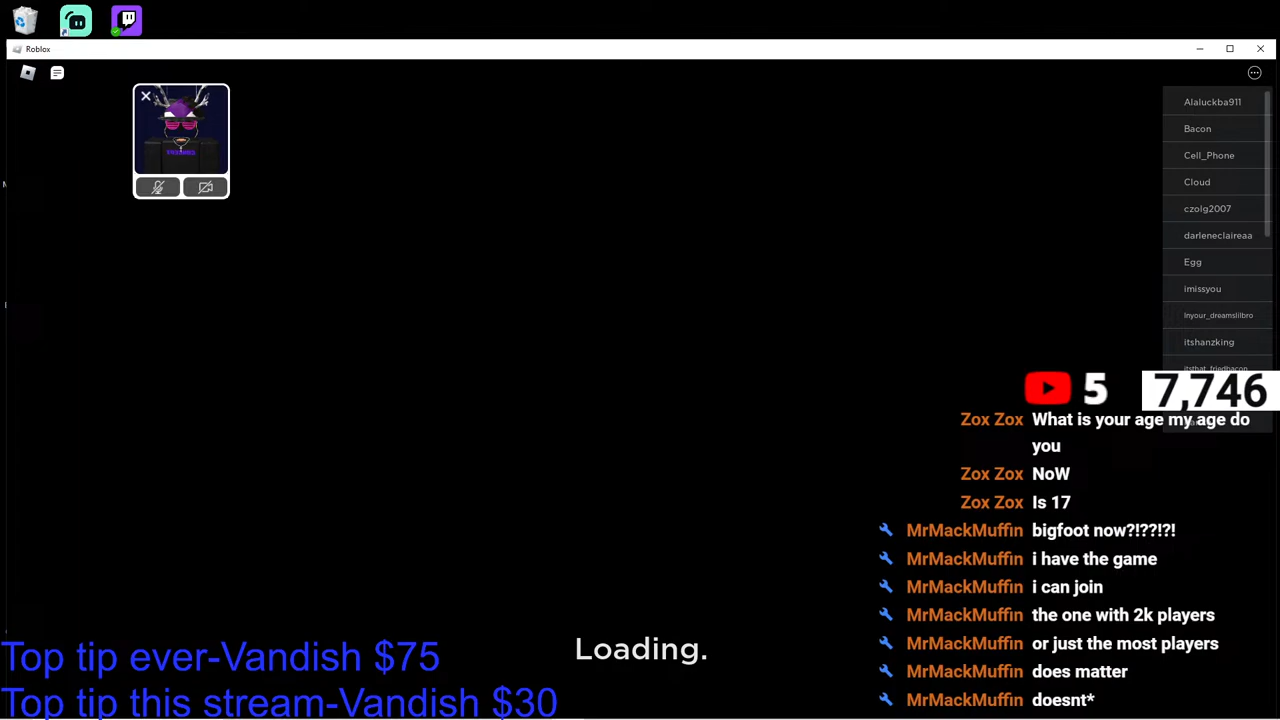 Roblox
Alaluckba911
Bacon
Cell_Phone
Cloud
czolg2007
darleneclaireaa
Egg
imissyou
Inyour_dreamslilbro
itshanzking
itsthat_friedbacon
5 7,746
Zox Zox What is your age my age do
you
Zox Zox NoW
Zox Zox Is 17
MrMackMuffin bigfoot now?!??!?!
MrMackMuffin i have the game
MrMackMuffin i can join
MrMackMuffin the one with 2k players
MrMackMuffin or just the most players
MrMackMuffin does matter
MrMackMuffin doesnt*
Loading.
Top tip ever-Vandish $75
Top tip this stream-Vandish $30